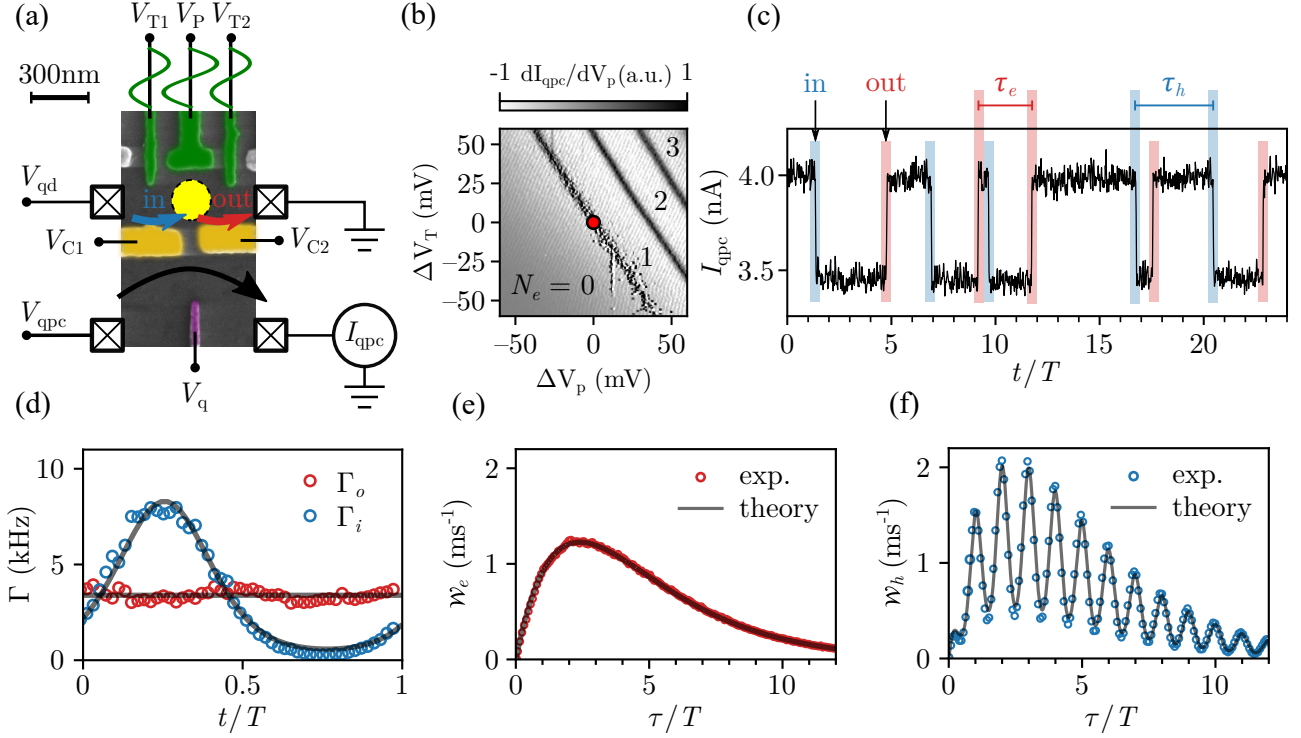 (a)
V_T1 V_P V_T2
300nm
V_qd
in out
V_C1
V_C2
V_qpc
I_qpc
V_q
(b)
-1 dI_qpc/dV_p(a.u.) 1
ΔV_T (mV)
50
25
0
−25
−50
3
2
1
N_e = 0
−50 0 50
ΔV_p (mV)
(c)
in out τ_e τ_h
I_qpc (nA)
4.0
3.5
0 5 10 15 20
t/T
(d)
Γ (kHz)
10
5
0
Γ_o
Γ_i
0 0.5 1
t/T
(e)
w_e (ms⁻¹)
2
1
0
exp.
theory
0 5 10
τ/T
(f)
w_h (ms⁻¹)
2
1
0
exp.
theory
0 5 10
τ/T